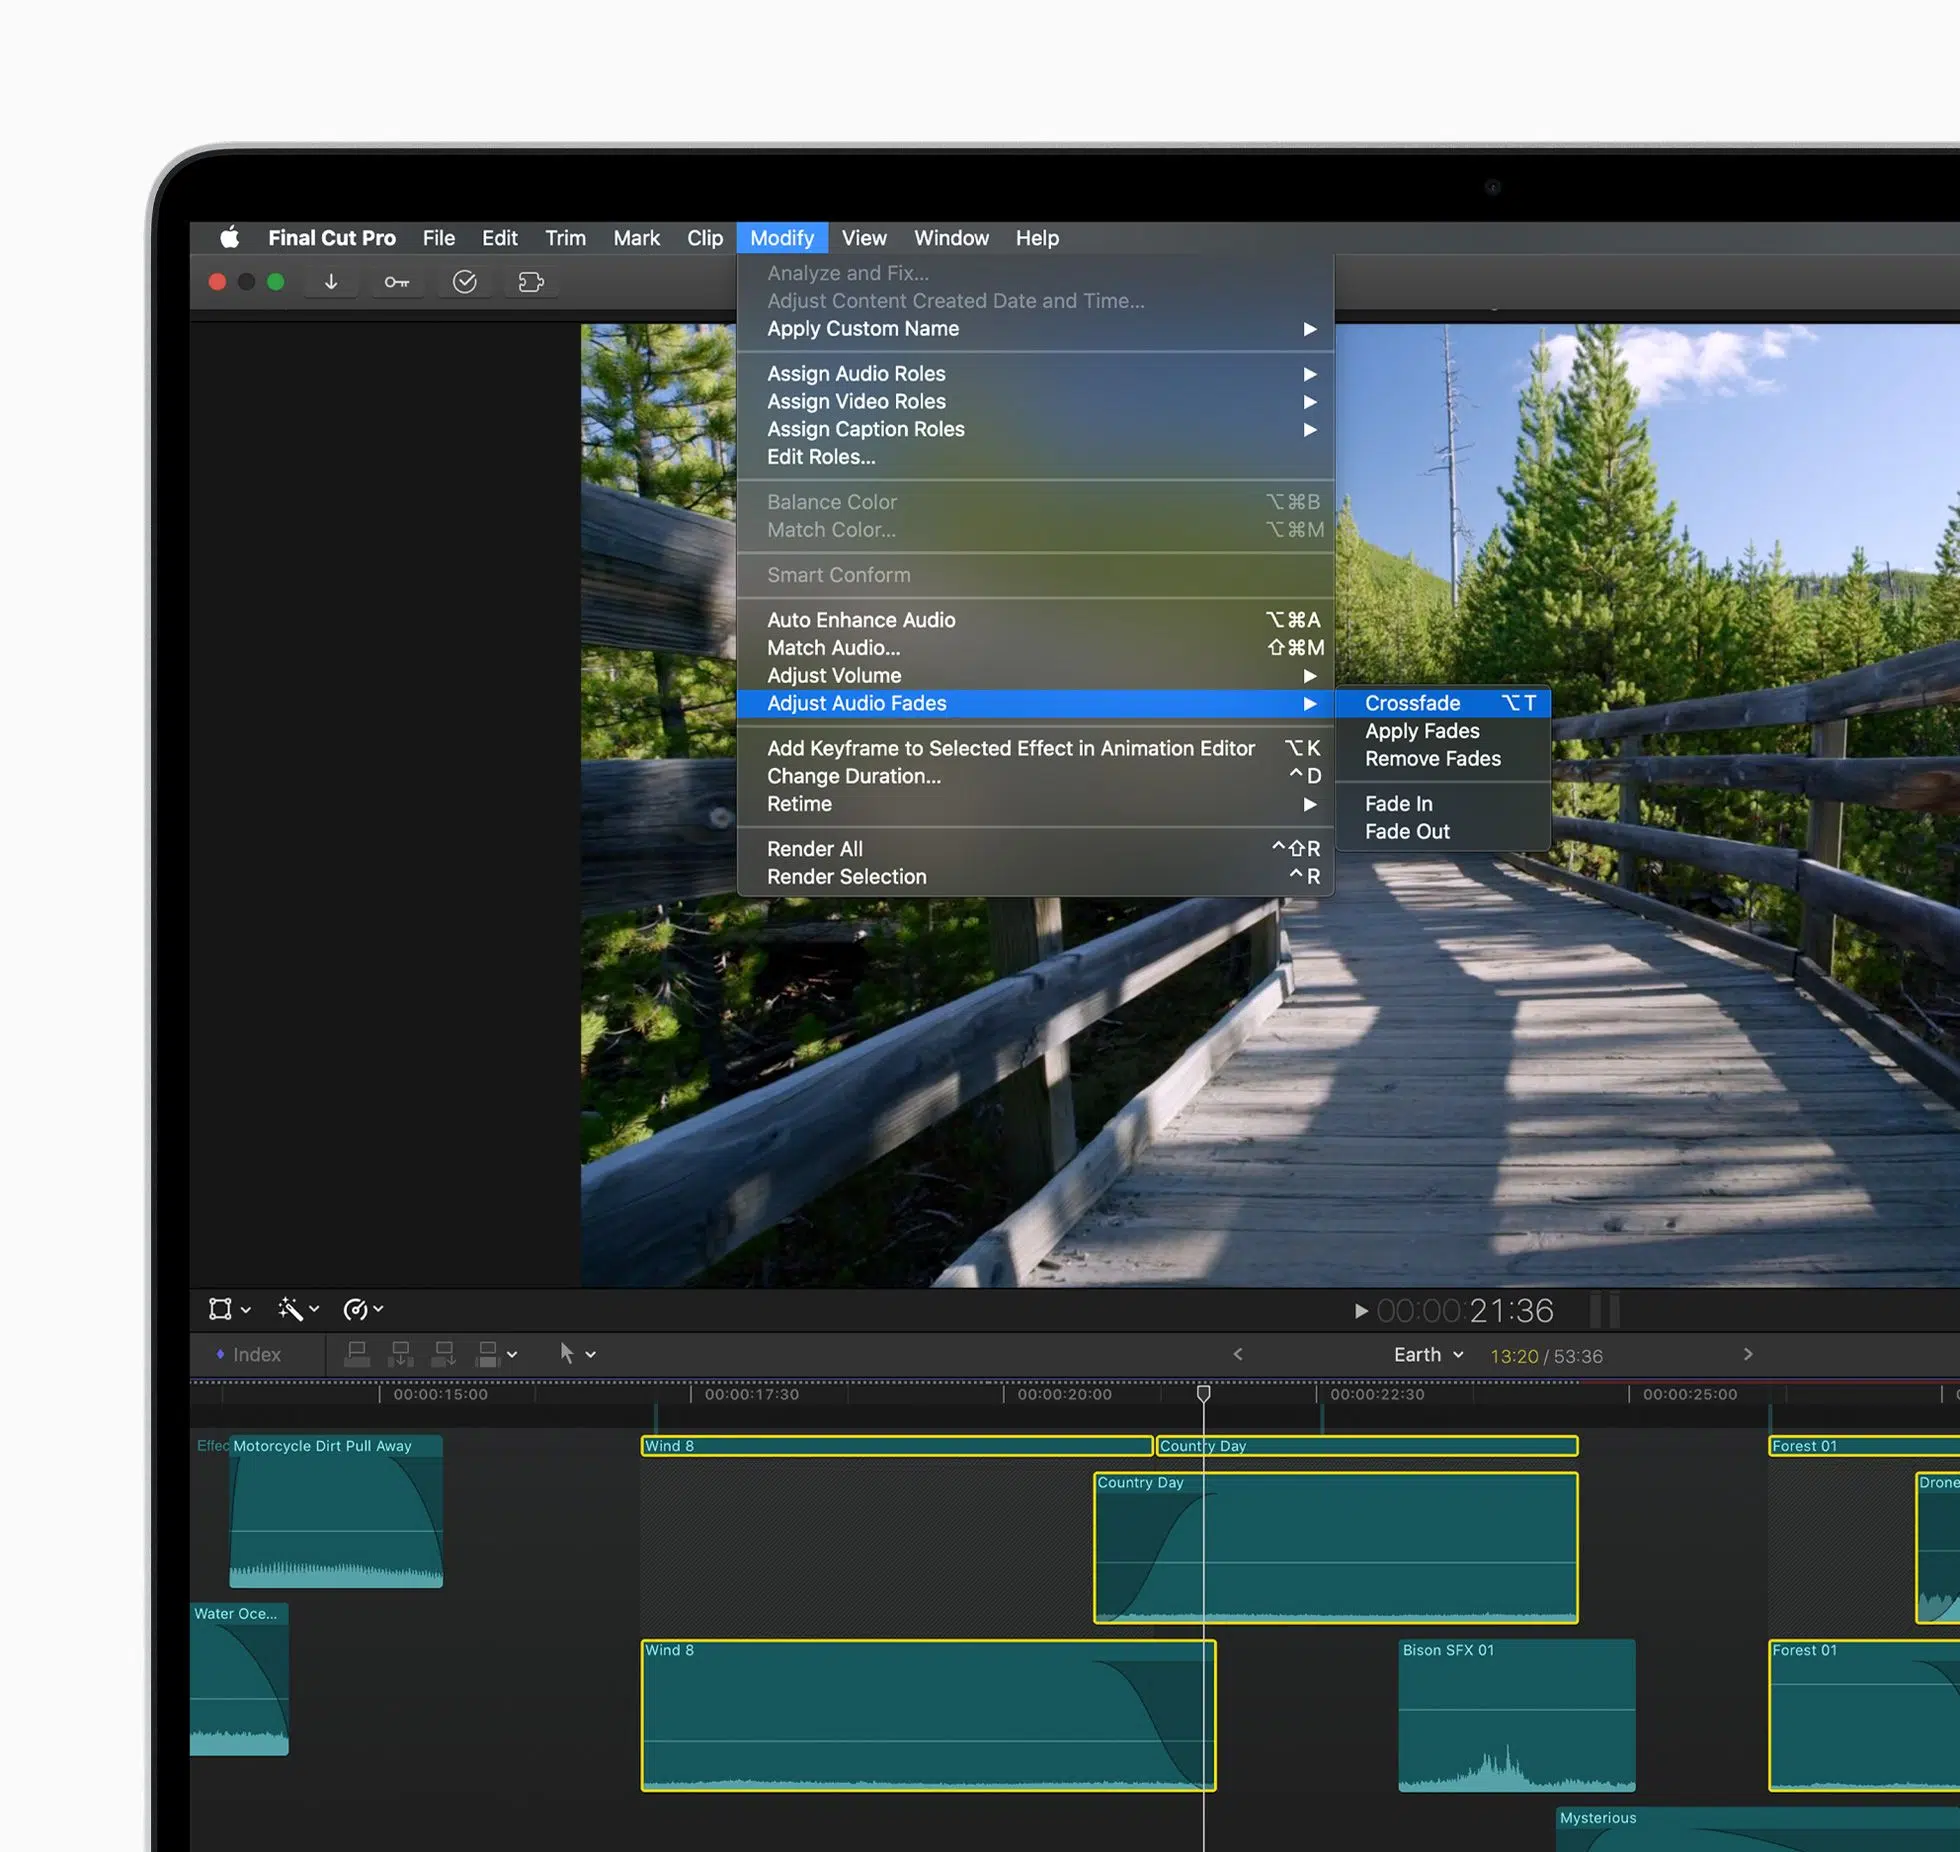 Final Cut Pro File Edit Trim Mark Clip Modify View Window Help
Analyze and Fix...
Adjust Content Created Date and Time...
Apply Custom Name
Assign Audio Roles
Assign Video Roles
Assign Caption Roles
Edit Roles...
Balance Color ⌥⌘B
Match Color... ⌥⌘M
Smart Conform
Auto Enhance Audio ⌥⌘A
Match Audio... ⇧⌘M
Adjust Volume
Adjust Audio Fades
Crossfade ⌥T
Apply Fades
Remove Fades
Fade In
Fade Out
Add Keyframe to Selected Effect in Animation Editor ⌥K
Change Duration... ^D
Retime
Render All ^⇧R
Render Selection ^R
00:00:21:36
Index
Earth 13:20 / 53:36
00:00:15:00 00:00:17:30 00:00:20:00 00:00:22:30 00:00:25:00
Effec Motorcycle Dirt Pull Away Wind 8 Country Day Forest 01
Country Day Drone
Water Oce...
Wind 8 Bison SFX 01 Forest 01
Mysterious